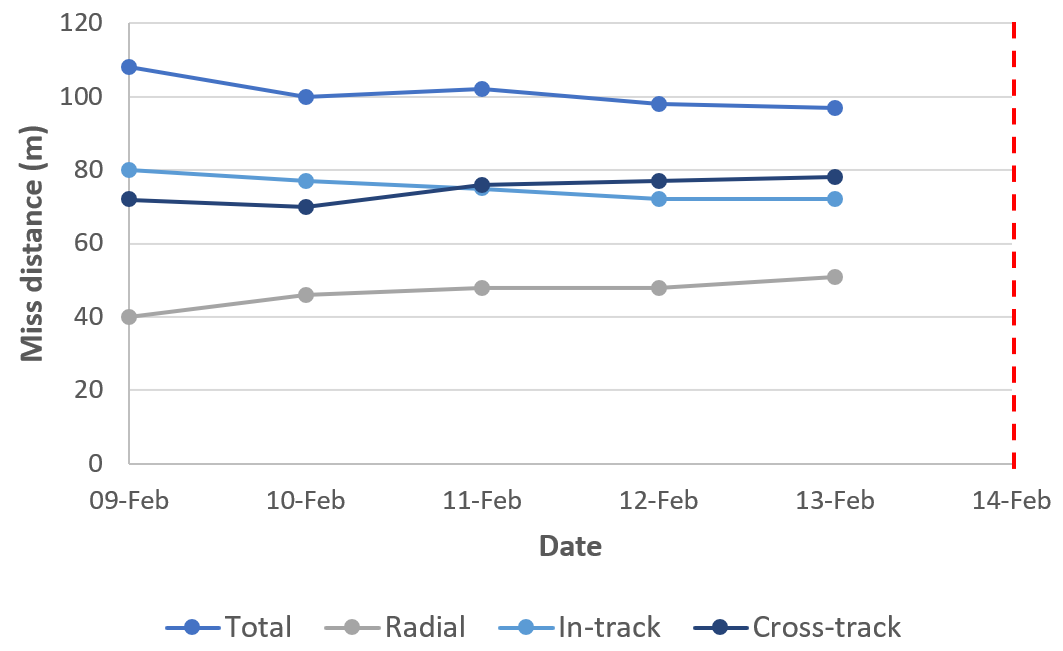 120
100
80
60
40
20
0
Miss distance (m)
09-Feb 10-Feb 11-Feb 12-Feb 13-Feb 14-Feb
Date
Total Radial In-track Cross-track